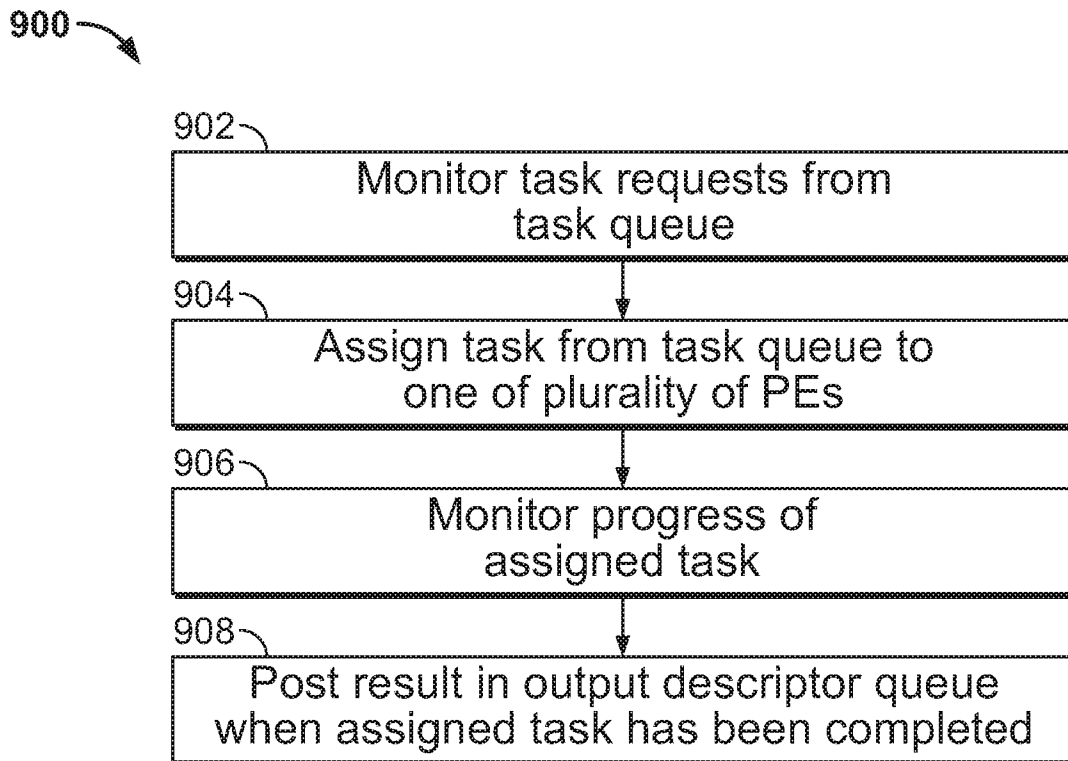 900
902
Monitor task requests from
task queue
904
Assign task from task queue to
one of plurality of PEs
906
Monitor progress of
assigned task
908
Post result in output descriptor queue
when assigned task has been completed